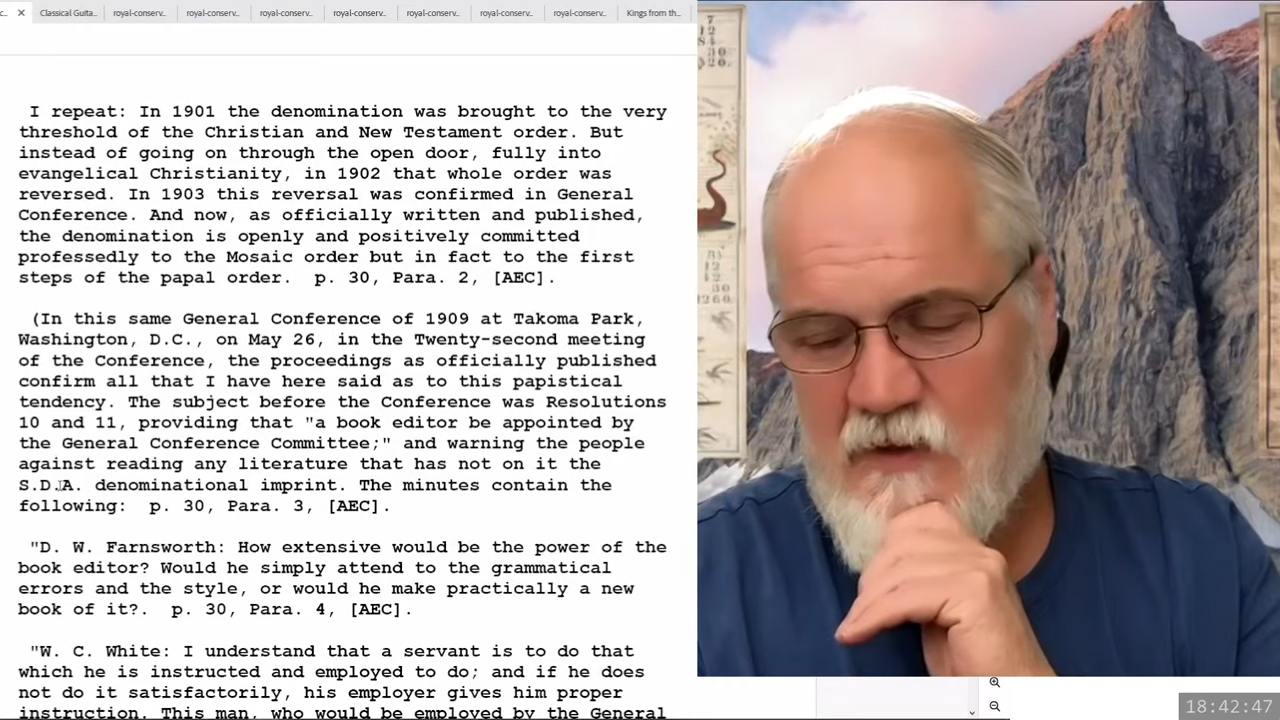 c..
Classical Guita..
royal-conserv..
royal-conserv..
royal-conserv..
royal-conserv..
royal-conserv..
royal-conserv..
royal-conserv..
Kings from th...
I repeat: In 1901 the denomination was brought to the very
threshold of the Christian and New Testament order. But
instead of going on through the open door, fully into
evangelical Christianity, in 1902 that whole order was
reversed. In 1903 this reversal was confirmed in General
Conference. And now, as officially written and published,
the denomination is openly and positively committed
professedly to the Mosaic order but in fact to the first
steps of the papal order.  p. 30, Para. 2, [AEC].
(In this same General Conference of 1909 at Takoma Park,
Washington, D.C., on May 26, in the Twenty-second meeting
of the Conference, the proceedings as officially published
confirm all that I have here said as to this papistical
tendency. The subject before the Conference was Resolutions
10 and 11, providing that "a book editor be appointed by
the General Conference Committee;" and warning the people
against reading any literature that has not on it the
S.D.A. denominational imprint. The minutes contain the
following:  p. 30, Para. 3, [AEC].
"D. W. Farnsworth: How extensive would be the power of the
book editor? Would he simply attend to the grammatical
errors and the style, or would he make practically a new
book of it?.  p. 30, Para. 4, [AEC].
"W. C. White: I understand that a servant is to do that
which he is instructed and employed to do; and if he does
not do it satisfactorily, his employer gives him proper
instruction. This man, who would be employed by the General
18:42:47